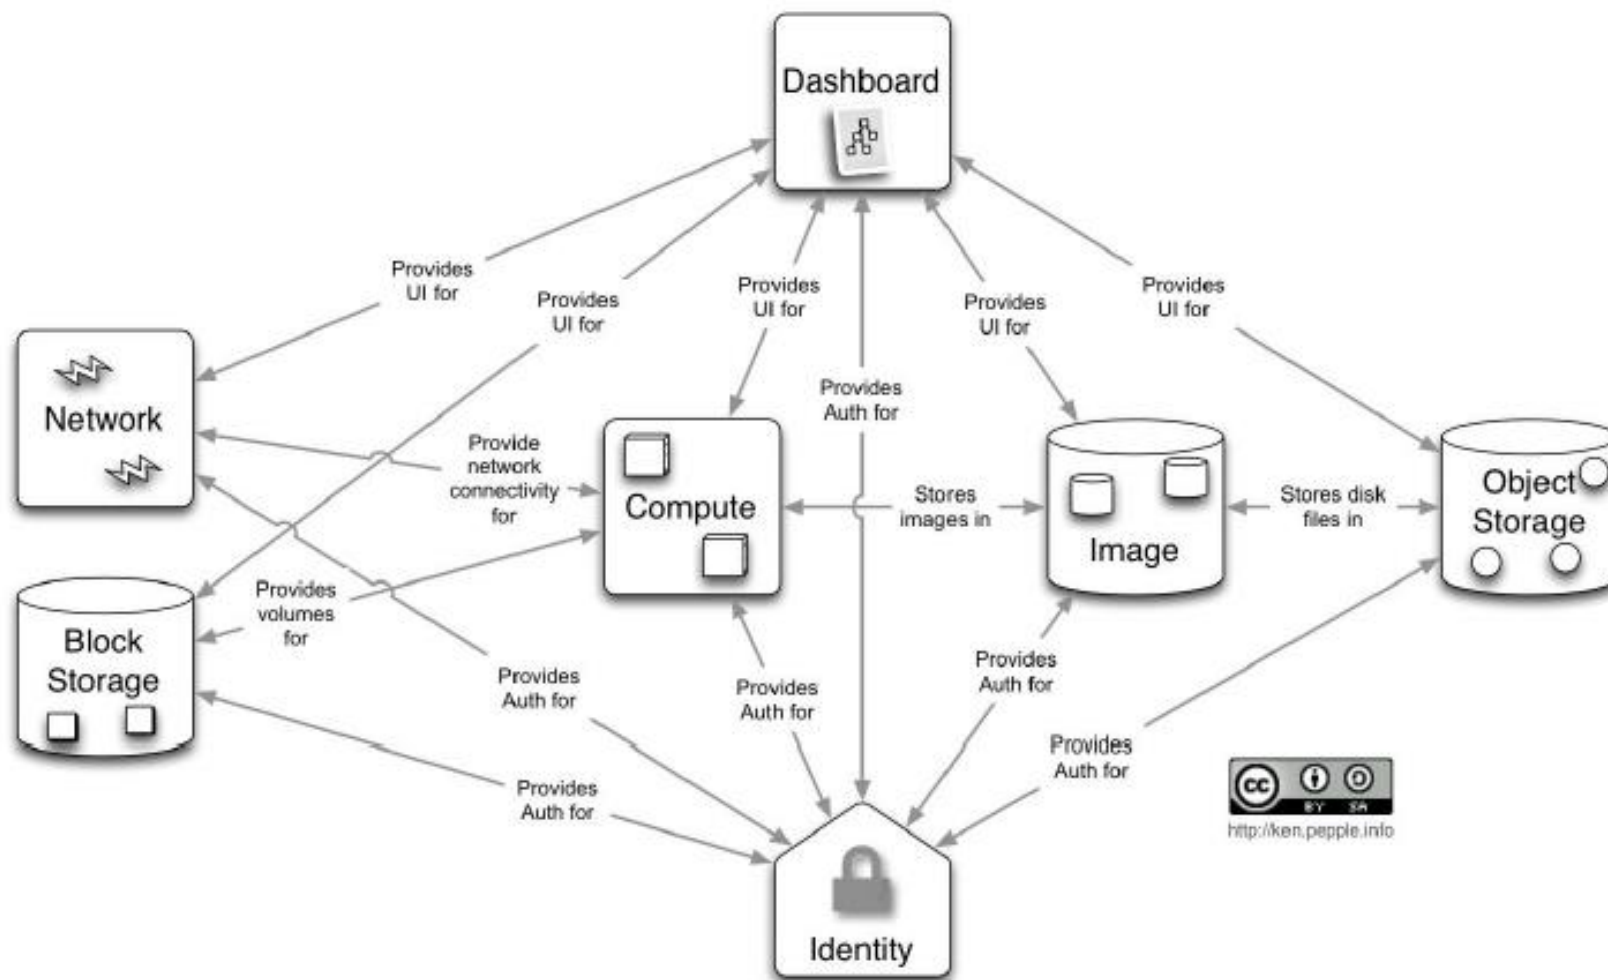 Dashboard
Provides
UI for
Provides
UI for
Provides
UI for
Provides
UI for
Provides
UI for
Network
Provides
Auth for
Provide
network
connectivity
for
Compute
Stores
images in
Image
Stores disk
files in
Object
Storage
Provides
volumes
for
Block
Storage
Provides
Auth for
Provides
Auth for
Provides
Auth for
Provides
Auth for
Provides
Auth for
cc
BY SA
http://ken.pepple.info
Identity